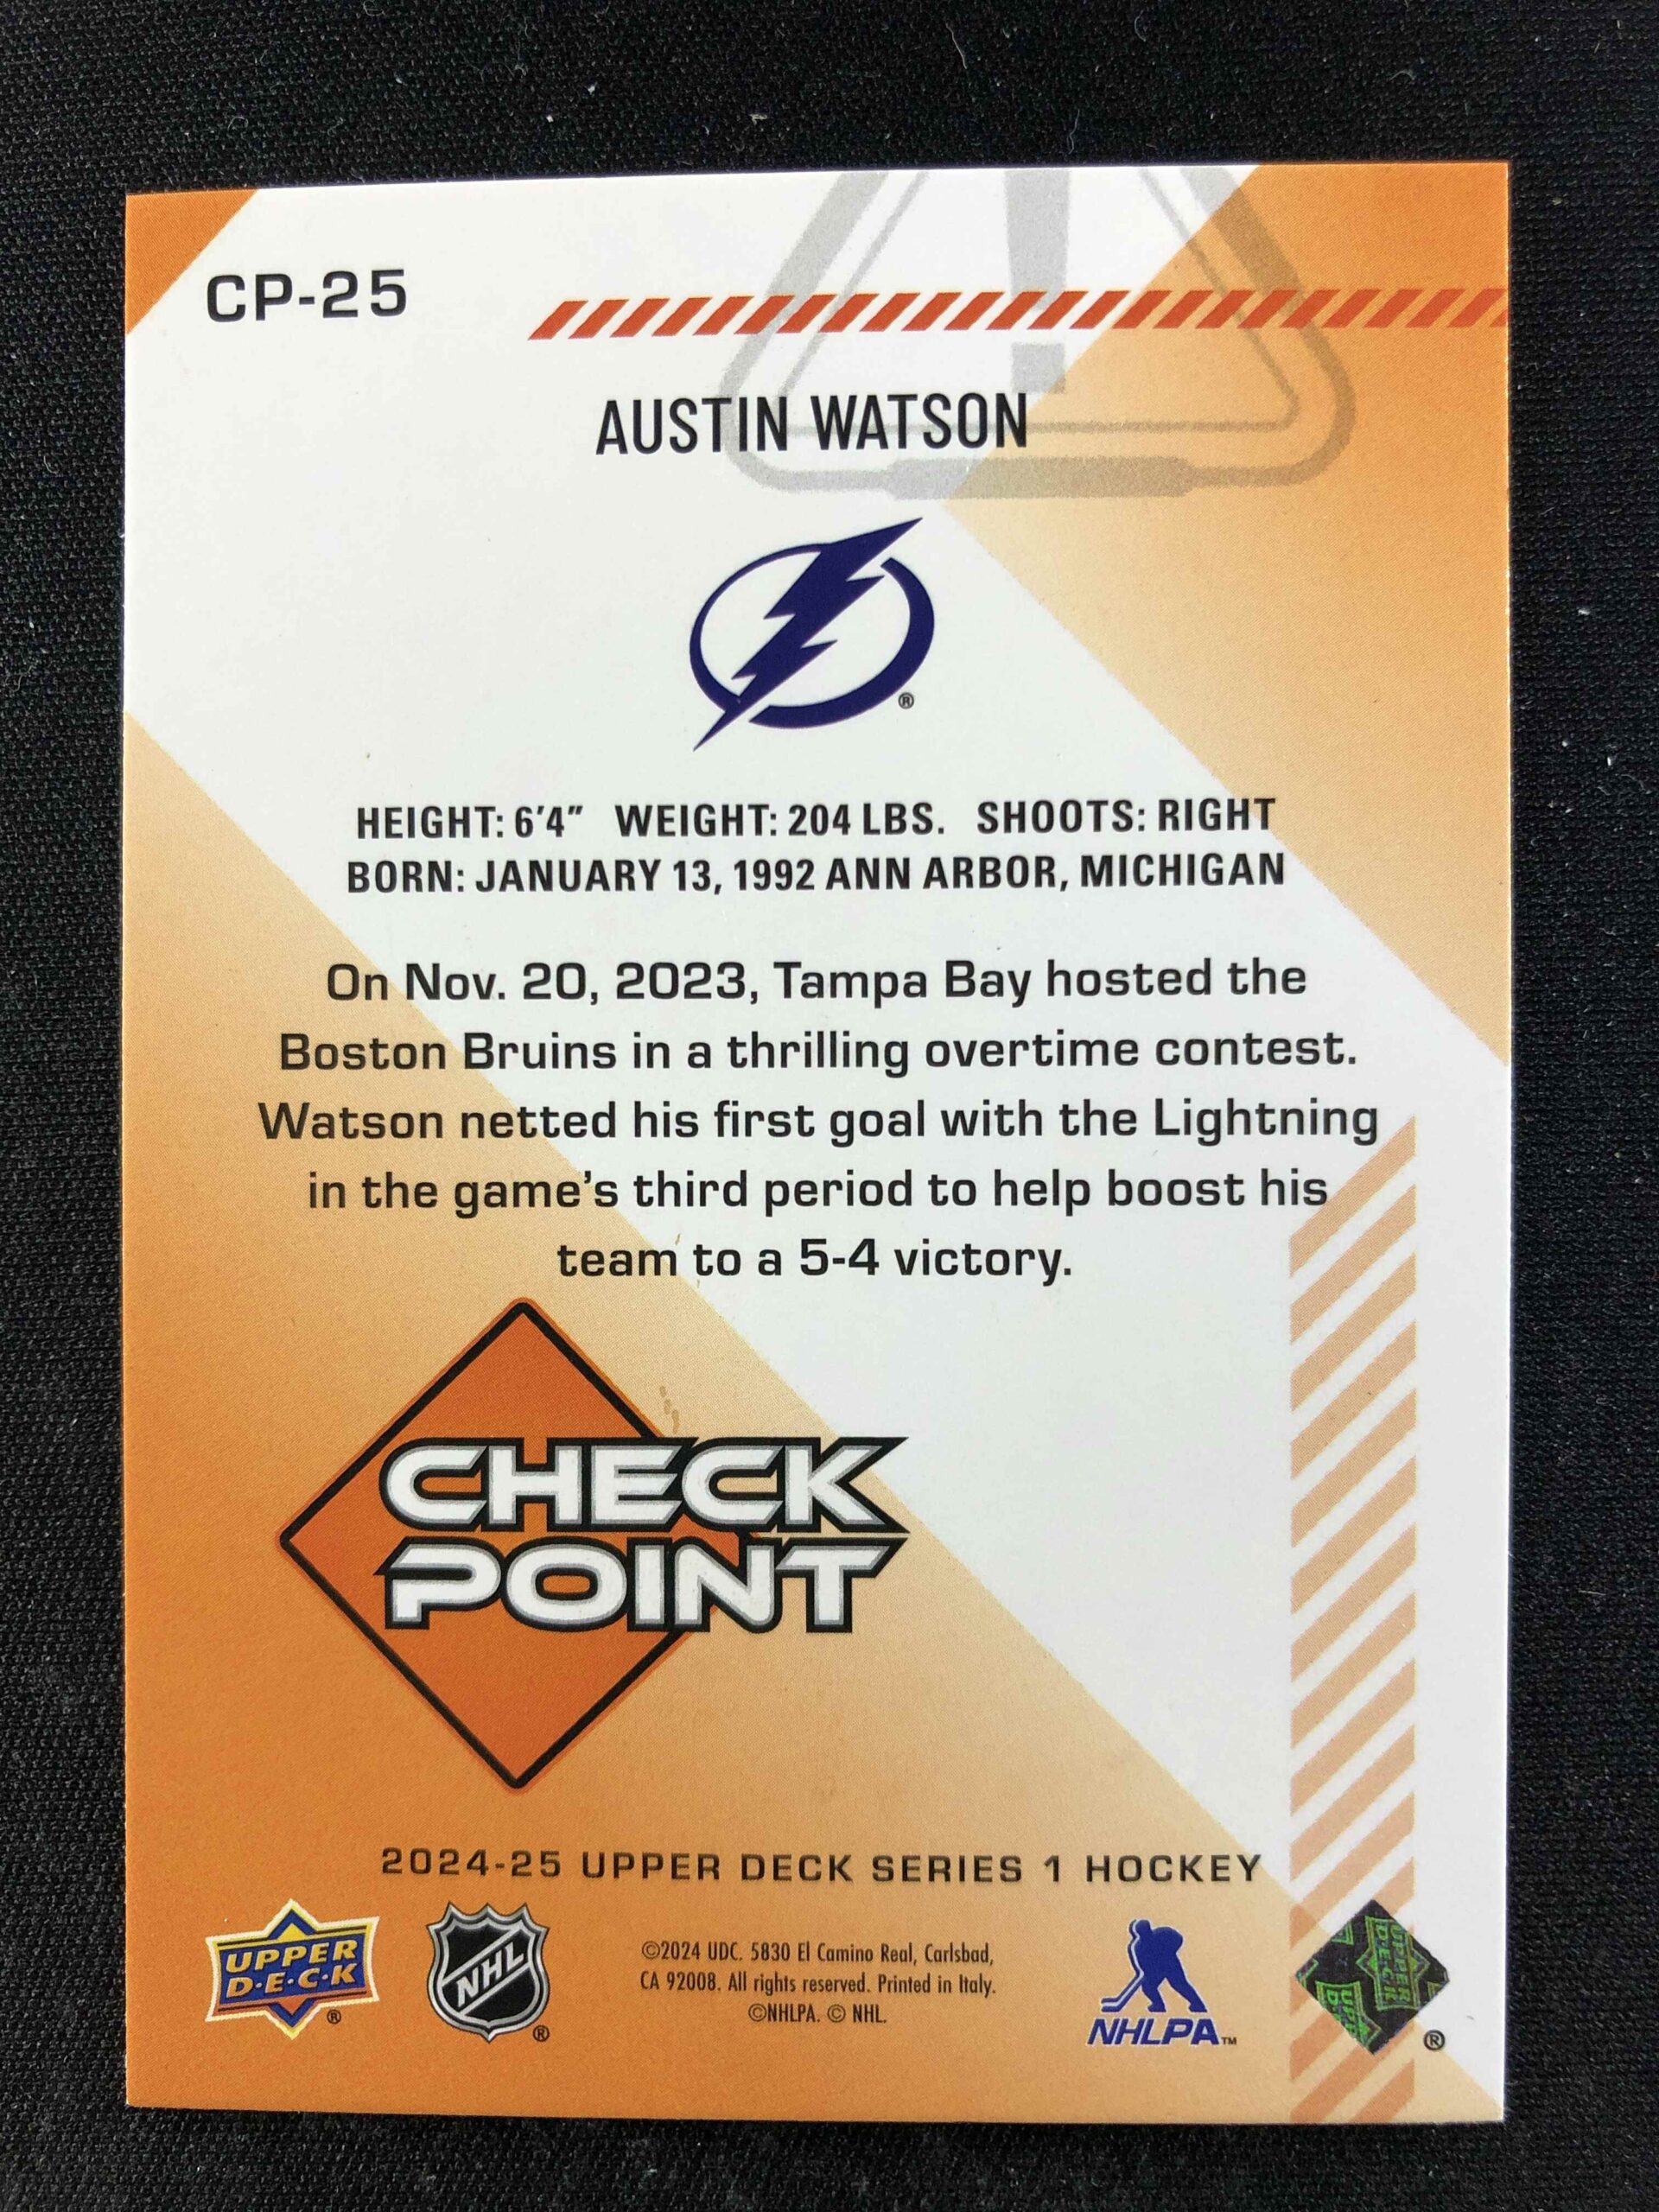 CP-25
AUSTIN WATSON
®
HEIGHT: 6'4" WEIGHT: 204 LBS. SHOOTS: RIGHT
BORN: JANUARY 13, 1992 ANN ARBOR, MICHIGAN
On Nov. 20, 2023, Tampa Bay hosted the
Boston Bruins in a thrilling overtime contest.
Watson netted his first goal with the Lightning
in the game's third period to help boost his
team to a 5-4 victory.
CHECK
POINT
2024-25 UPPER DECK SERIES 1 HOCKEY
UPPER
D·E·C·K
®
NHL
®
©2024 UDC. 5830 El Camino Real, Carlsbad,
CA 92008. All rights reserved. Printed in Italy.
©NHLPA. © NHL.
NHLPA™
UPPER
DECK
®